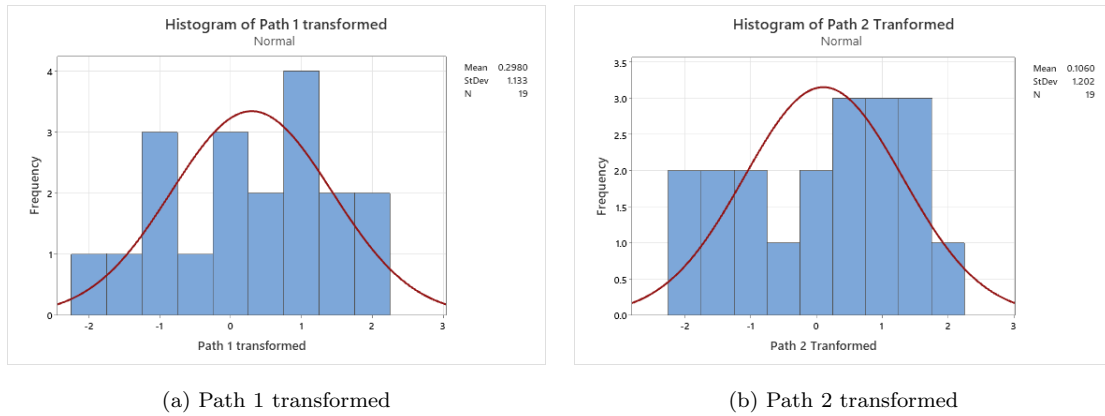 Histogram of Path 1 transformed
Normal
Mean 0.2980
StDev 1.133
N 19
4
3
2
1
0
Frequency
-2 -1 0 1 2 3
Path 1 transformed
(a) Path 1 transformed
Histogram of Path 2 Tranformed
Normal
Mean 0.1060
StDev 1.202
N 19
3.5
3.0
2.5
2.0
1.5
1.0
0.5
0.0
Frequency
-2 -1 0 1 2 3
Path 2 Tranformed
(b) Path 2 transformed